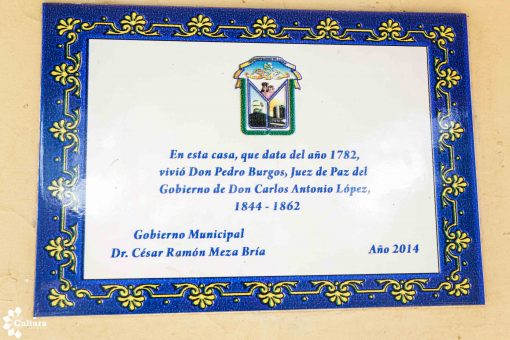 En esta casa, que data del año 1782,
vivió Don Pedro Burgos, Juez de Paz del
Gobierno de Don Carlos Antonio López,
1844 - 1862
Gobierno Municipal
Dr. César Ramón Meza Bría
Año 2014
Cultura